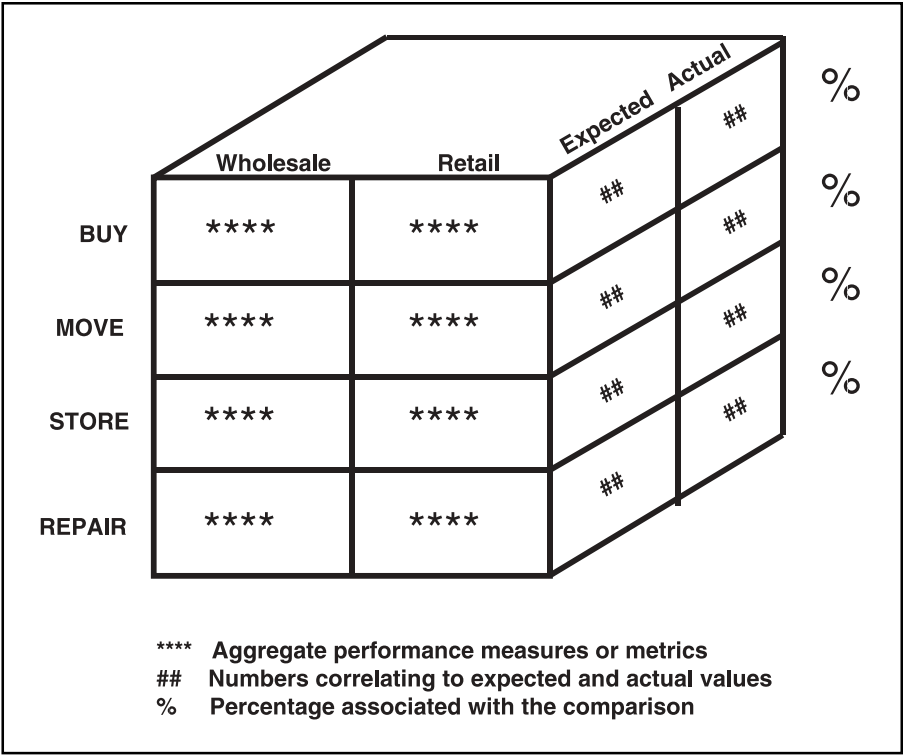 Expected Actual
%
Wholesale Retail
##
##
BUY
****
****
%
##
##
MOVE
****
****
%
##
##
STORE
****
****
%
##
##
REPAIR
****
****
**** Aggregate performance measures or metrics
## Numbers correlating to expected and actual values
% Percentage associated with the comparison